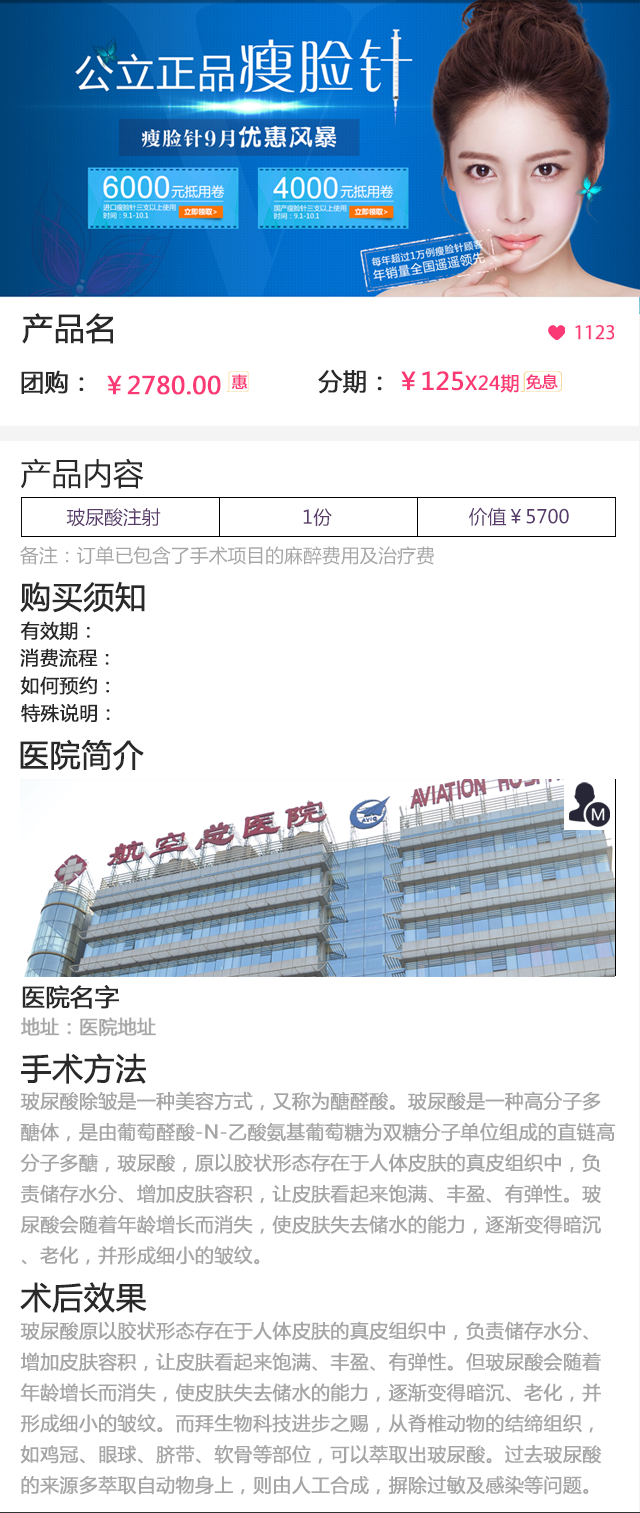 公立正品瘦脸针
瘦脸针9月优惠风暴
6000元抵用卷
进口瘦脸针三支以上使用
时间：9.1-10.1
立即领取>
4000元抵用卷
国产瘦脸针三支以上使用
时间：9.1-10.1
立即领取>
每年超过1万例瘦脸针顾客
年销量全国遥遥领先
产品名
1123
团购： ￥2780.00 惠
分期： ￥125X24期 免息
产品内容
玻尿酸注射 1份 价值￥5700
备注：订单已包含了手术项目的麻醉费用及治疗费
购买须知
有效期：
消费流程：
如何预约：
特殊说明：
医院简介
航空总医院
AVIC
AVIATION HOSPI
M
医院名字
地址：医院地址
手术方法
玻尿酸除皱是一种美容方式，又称为醣醛酸。玻尿酸是一种高分子多
醣体，是由葡萄醛酸-N-乙酸氨基葡萄糖为双糖分子单位组成的直链高
分子多醣，玻尿酸，原以胶状形态存在于人体皮肤的真皮组织中，负
责储存水分、增加皮肤容积，让皮肤看起来饱满、丰盈、有弹性。玻
尿酸会随着年龄增长而消失，使皮肤失去储水的能力，逐渐变得暗沉
、老化，并形成细小的皱纹。
术后效果
玻尿酸原以胶状形态存在于人体皮肤的真皮组织中，负责储存水分、
增加皮肤容积，让皮肤看起来饱满、丰盈、有弹性。但玻尿酸会随着
年龄增长而消失，使皮肤失去储水的能力，逐渐变得暗沉、老化，并
形成细小的皱纹。而拜生物科技进步之赐，从脊椎动物的结缔组织，
如鸡冠、眼球、脐带、软骨等部位，可以萃取出玻尿酸。过去玻尿酸
的来源多萃取自动物身上，则由人工合成，摒除过敏及感染等问题。